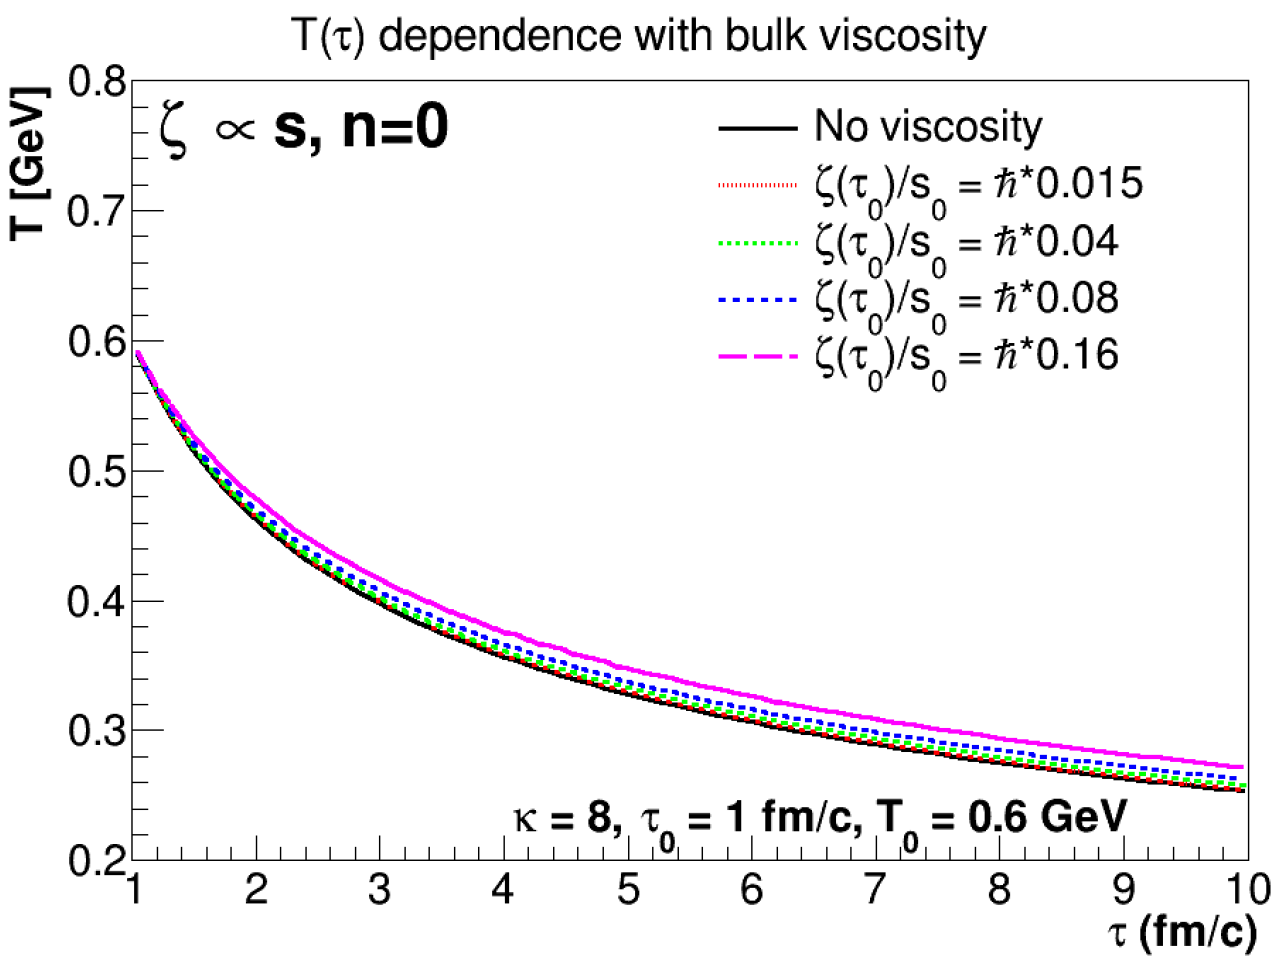 T(τ) dependence with bulk viscosity
T [GeV]
0.8
0.7
0.6
0.5
0.4
0.3
0.2
ζ ∝ s, n=0
No viscosity
ζ(τ₀)/s₀ = ℏ*0.015
ζ(τ₀)/s₀ = ℏ*0.04
ζ(τ₀)/s₀ = ℏ*0.08
ζ(τ₀)/s₀ = ℏ*0.16
κ = 8, τ₀ = 1 fm/c, T₀ = 0.6 GeV
1 2 3 4 5 6 7 8 9 10
τ (fm/c)